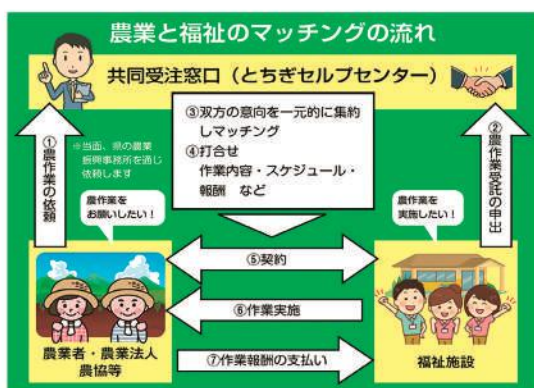 農業と福祉のマッチングの流れ
共同受注窓口（とちぎセルプセンター）
①農作業の依頼
※当面、県の農業
振興事務所を通じ
依頼します
③双方の意向を一元的に集約
しマッチング
④打合せ
作業内容・スケジュール・
報酬 など
②農作業受託の申出
農作業を
お願いしたい！
農作業を
実施したい！
⑤契約
⑥作業実施
⑦作業報酬の支払い
農業者・農業法人
農協等
福祉施設